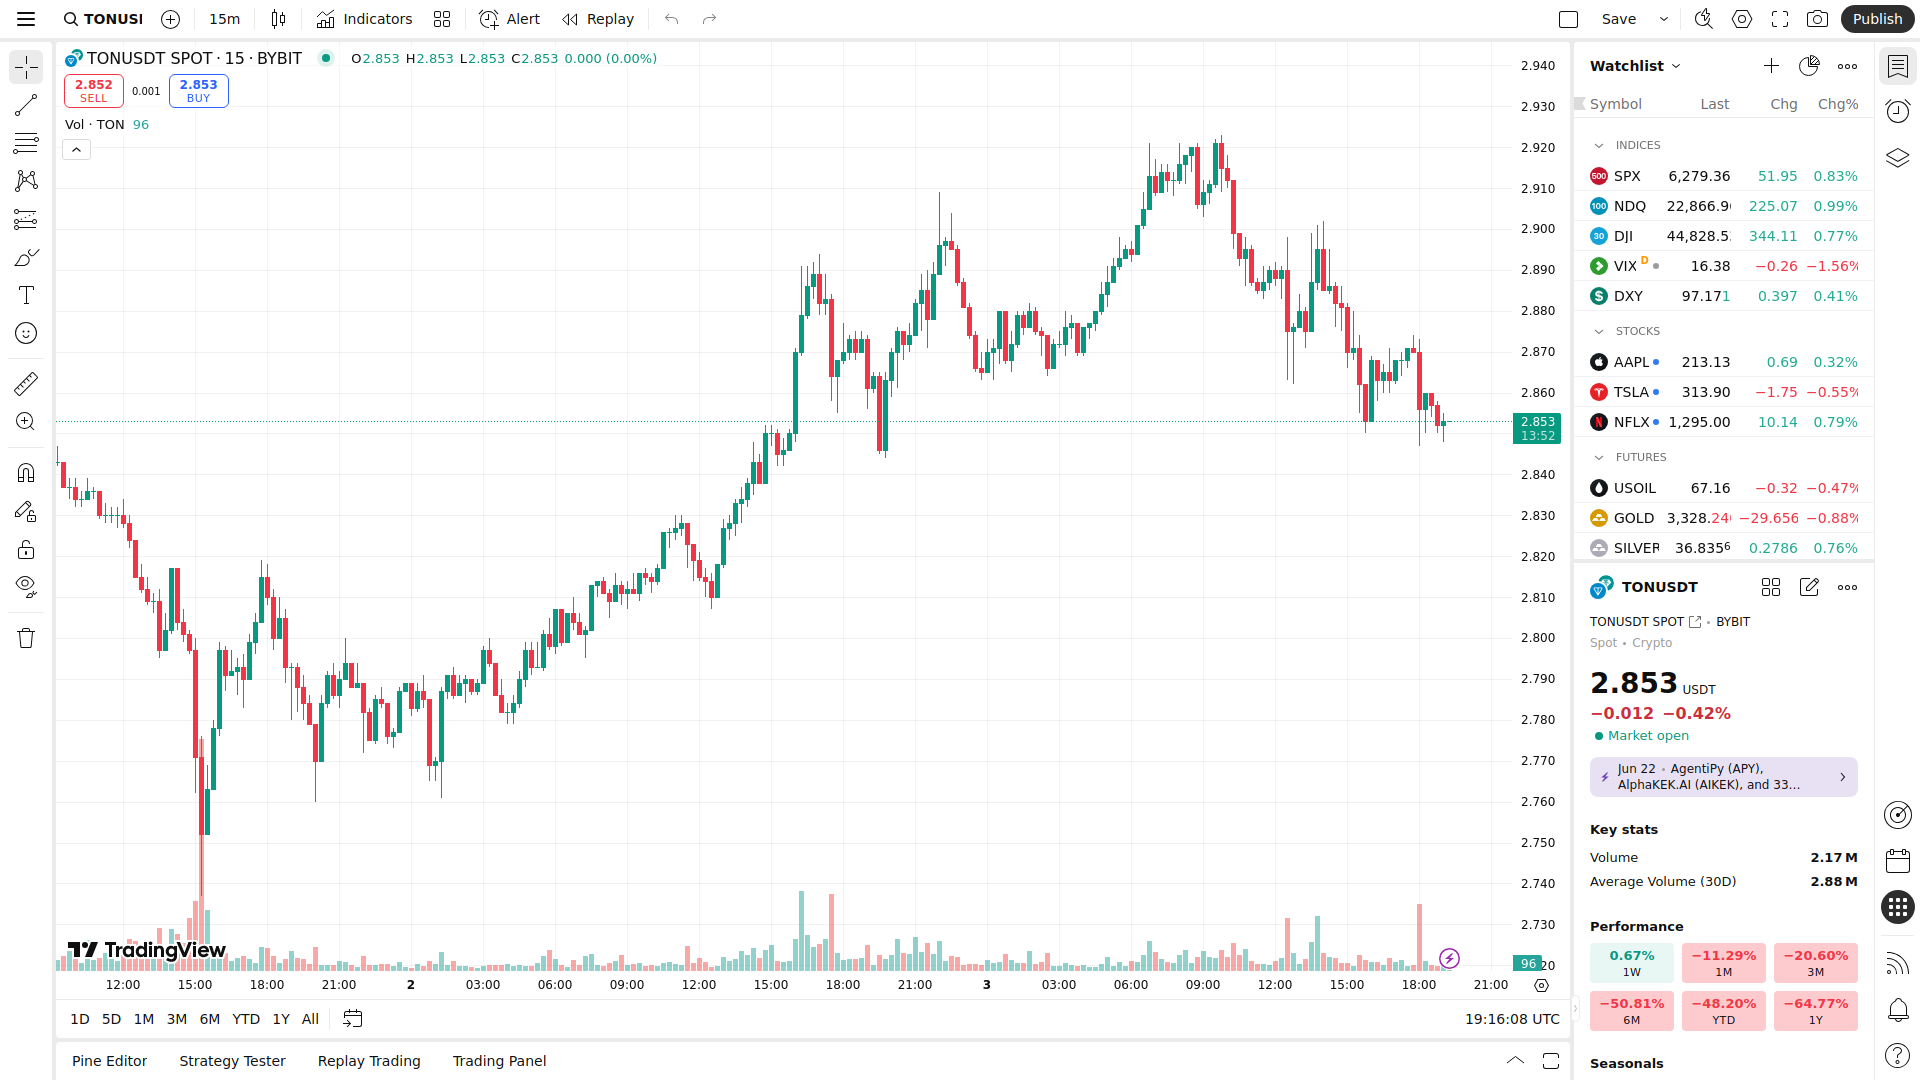 TONUSI
15m
Indicators
Alert
Replay
Save
Publish
TONUSDT SPOT · 15 · BYBIT
O2.853 H2.853 L2.853 C2.853 0.000 (0.00%)
2.852
SELL
0.001
2.853
BUY
Vol · TON 96
2.940
2.930
2.920
2.910
2.900
2.890
2.880
2.870
2.860
2.853
13:52
2.840
2.830
2.820
2.810
2.800
2.790
2.780
2.770
2.760
2.750
2.740
2.730
96
20
TradingView
12:00 15:00 18:00 21:00 2 03:00 06:00 09:00 12:00 15:00 18:00 21:00 3 03:00 06:00 09:00 12:00 15:00 18:00 21:00
1D 5D 1M 3M 6M YTD 1Y All
19:16:08 UTC
Pine Editor Strategy Tester Replay Trading Trading Panel
Watchlist
Symbol Last Chg Chg%
INDICES
500 SPX 6,279.36 51.95 0.83%
100 NDQ 22,866.9 225.07 0.99%
30 DJI 44,828.5 344.11 0.77%
VIX D 16.38 −0.26 −1.56%
DXY 97.171 0.397 0.41%
STOCKS
AAPL 213.13 0.69 0.32%
TSLA 313.90 −1.75 −0.55%
NFLX 1,295.00 10.14 0.79%
FUTURES
USOIL 67.16 −0.32 −0.47%
GOLD 3,328.24 −29.656 −0.88%
SILVER 36.8356 0.2786 0.76%
TONUSDT
TONUSDT SPOT • BYBIT
Spot • Crypto
2.853 USDT
−0.012 −0.42%
Market open
Jun 22 • AgentiPy (APY),
AlphaKEK.AI (AIKEK), and 33...
Key stats
Volume 2.17 M
Average Volume (30D) 2.88 M
Performance
0.67%
1W
−11.29%
1M
−20.60%
3M
−50.81%
6M
−48.20%
YTD
−64.77%
1Y
Seasonals